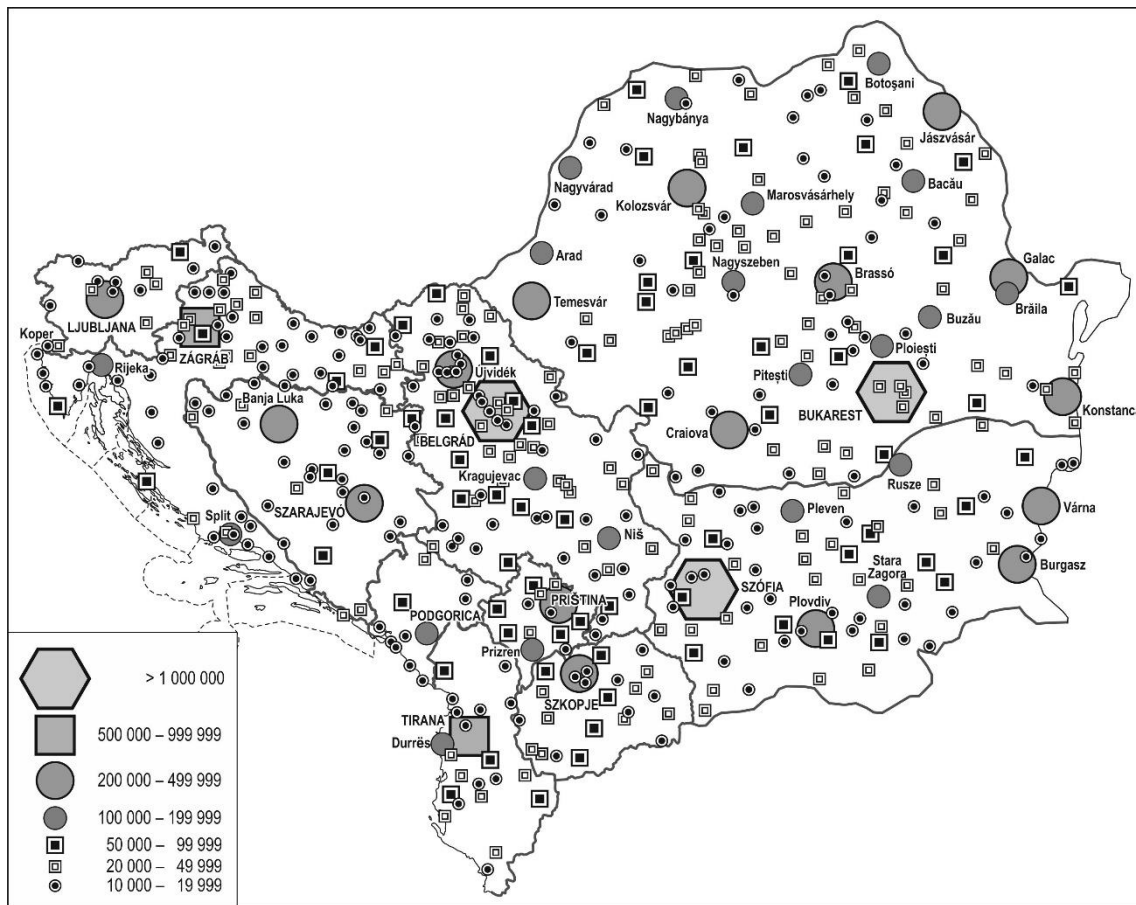 Botoşani
Nagybánya
Jászvásár
Nagyvárad
Bacău
Marosvásárhely
Kolozsvár
Arad
Nagyszeben
Brassó
Galac
Temesvár
Brăila
LJUBLJANA
Buzău
Koper
ZÁGRÁB
Ploieşti
Rijeka
Újvidék
Piteşti
Banja Luka
BUKAREST
Konstanca
BELGRÁD
Craiova
Kragujevac
Rusze
SZARAJEVÓ
Pleven
Várna
Split
Niš
Stara
Zagora
Burgasz
SZÓFIA
PRIŠTINA
Plovdiv
PODGORICA
Prizren
SZKOPJE
TIRANA
Durrës
> 1 000 000
500 000 – 999 999
200 000 – 499 999
100 000 – 199 999
50 000 – 99 999
20 000 – 49 999
10 000 – 19 999